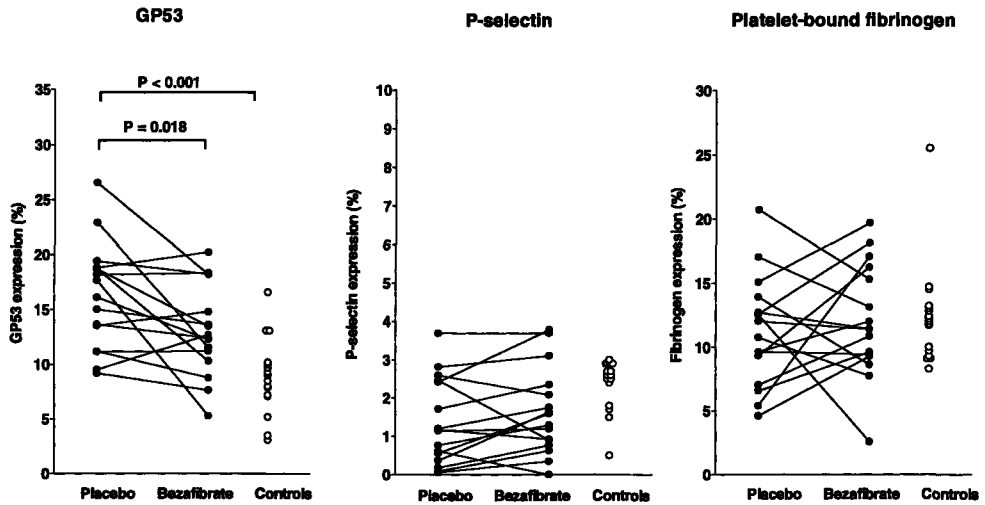 GP53
P-selectin
Platelet-bound fibrinogen
P < 0.001
P = 0.018
GP53 expression (%)
35
30
25
20
15
10
5
0
Placebo Bezafibrate Controls
P-selectin expression (%)
10
9
8
7
6
5
4
3
2
1
0
Placebo Bezafibrate Controls
Fibrinogen expression (%)
30
25
20
15
10
5
0
Placebo Bezafibrate Controls